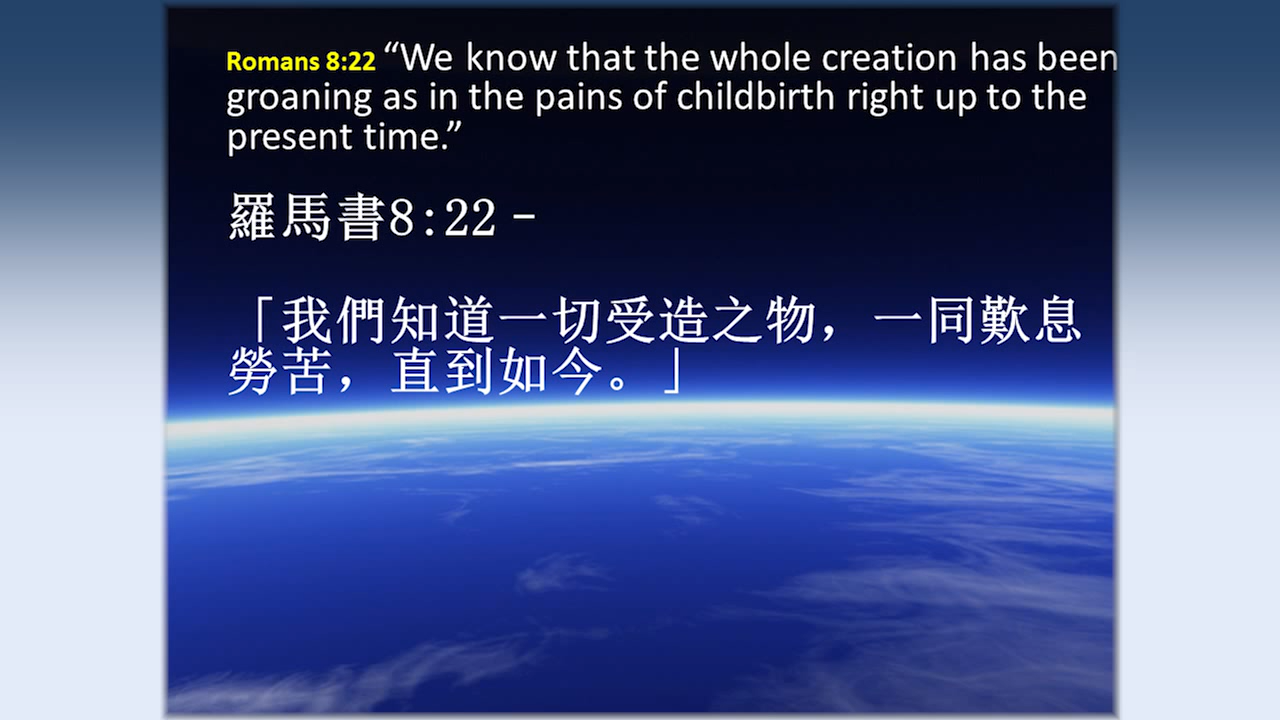 Romans 8:22 “We know that the whole creation has been
groaning as in the pains of childbirth right up to the
present time.”
羅馬書8:22 –
「我們知道一切受造之物，一同歎息
勞苦，直到如今。」